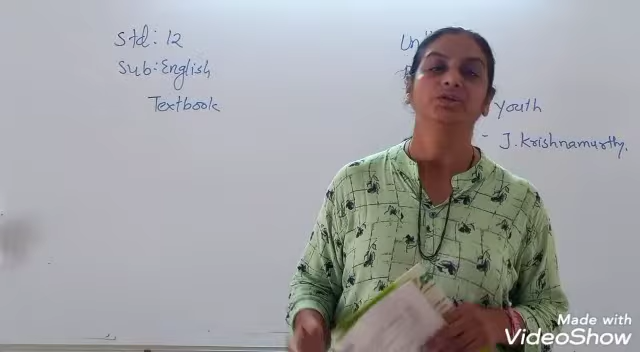 Std: 12
Sub: English
Textbook
Youth
- J. Krishnamurthy.
Made with
VideoShow